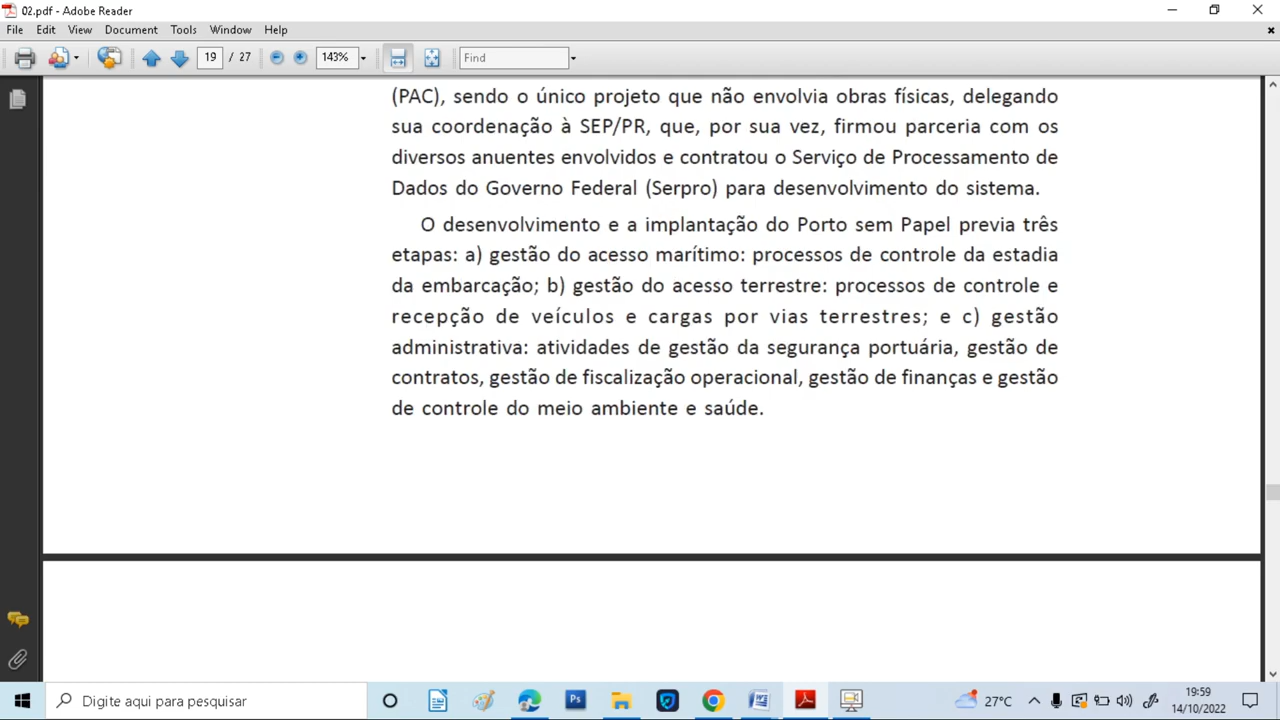 02.pdf - Adobe Reader
File Edit View Document Tools Window Help
19 / 27 143% Find
(PAC), sendo o único projeto que não envolvia obras físicas, delegando
sua coordenação à SEP/PR, que, por sua vez, firmou parceria com os
diversos anuentes envolvidos e contratou o Serviço de Processamento de
Dados do Governo Federal (Serpro) para desenvolvimento do sistema.
O desenvolvimento e a implantação do Porto sem Papel previa três
etapas: a) gestão do acesso marítimo: processos de controle da estadia
da embarcação; b) gestão do acesso terrestre: processos de controle e
recepção de veículos e cargas por vias terrestres; e c) gestão
administrativa: atividades de gestão da segurança portuária, gestão de
contratos, gestão de fiscalização operacional, gestão de finanças e gestão
de controle do meio ambiente e saúde.
Digite aqui para pesquisar
Ps
27°C
19:59
14/10/2022